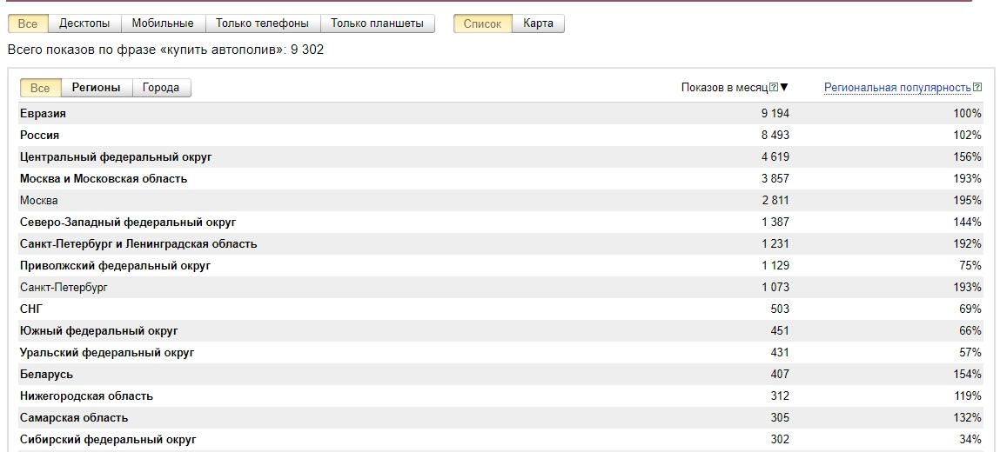 Все Десктопы Мобильные Только телефоны Только планшеты Список Карта
Всего показов по фразе «купить автополив»: 9 302
Все Регионы Города Показов в месяц ? ▼ Региональная популярность ?
Евразия 9 194 100%
Россия 8 493 102%
Центральный федеральный округ 4 619 156%
Москва и Московская область 3 857 193%
Москва 2 811 195%
Северо-Западный федеральный округ 1 387 144%
Санкт-Петербург и Ленинградская область 1 231 192%
Приволжский федеральный округ 1 129 75%
Санкт-Петербург 1 073 193%
СНГ 503 69%
Южный федеральный округ 451 66%
Уральский федеральный округ 431 57%
Беларусь 407 154%
Нижегородская область 312 119%
Самарская область 305 132%
Сибирский федеральный округ 302 34%